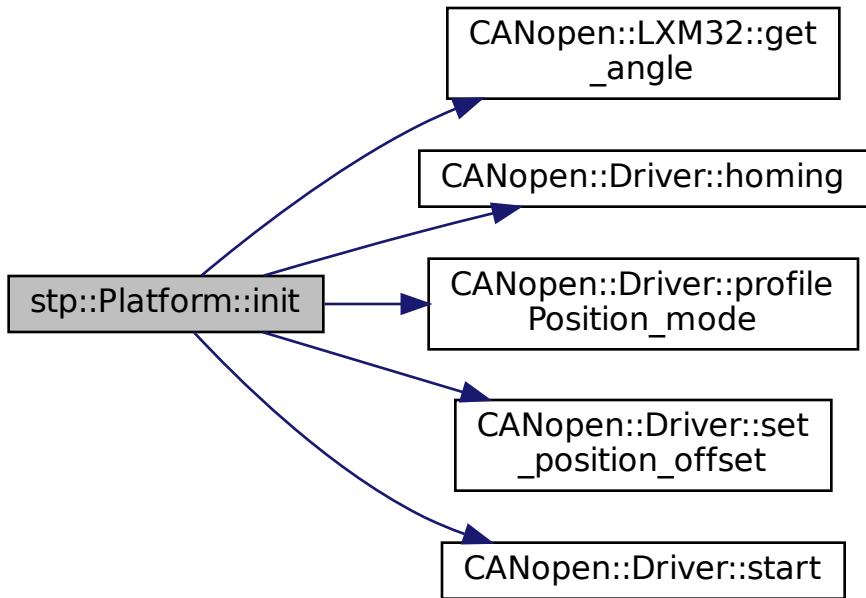 CANopen::LXM32::get
_angle
CANopen::Driver::homing
stp::Platform::init
CANopen::Driver::profile
Position_mode
CANopen::Driver::set
_position_offset
CANopen::Driver::start